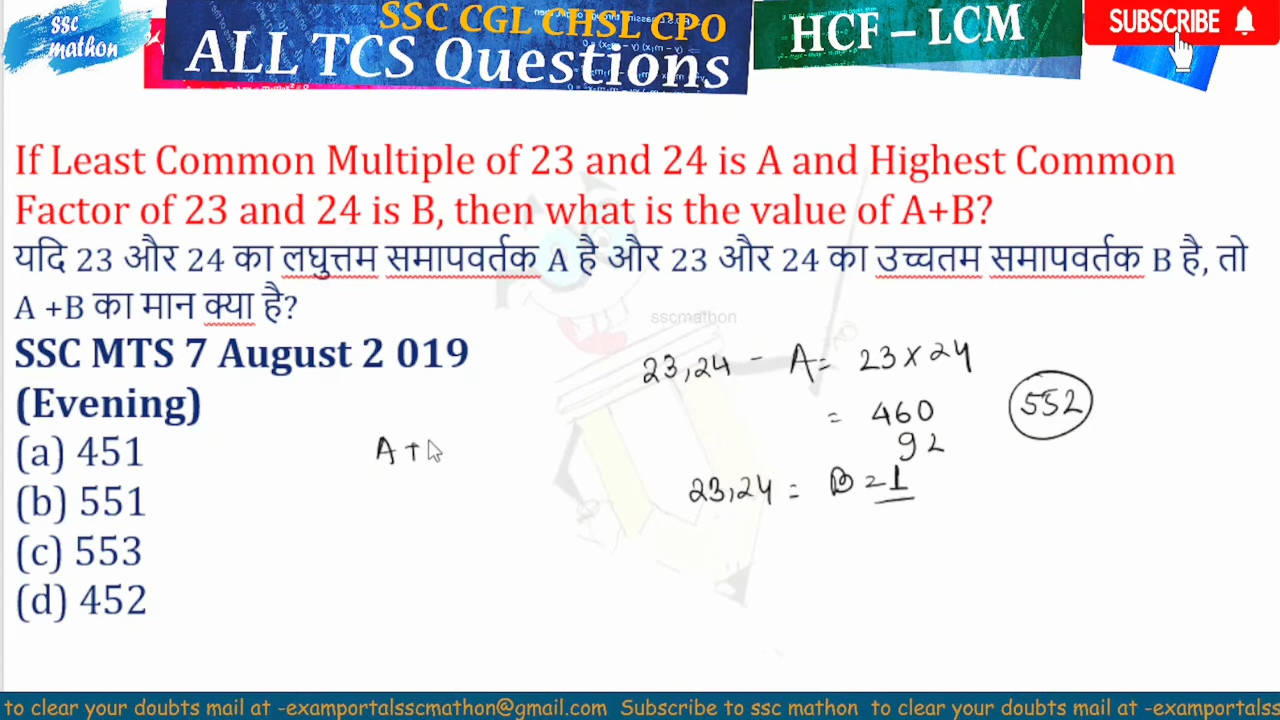 SSC
mathon
SSC CGL CHSL CPO
ALL TCS Questions
HCF – LCM
SUBSCRIBE
If Least Common Multiple of 23 and 24 is A and Highest Common
Factor of 23 and 24 is B, then what is the value of A+B?
यदि 23 और 24 का लघुत्तम समापवर्तक A है और 23 और 24 का उच्चतम समापवर्तक B है, तो
A +B का मान क्या है?
sscmathon
SSC MTS 7 August 2 019
(Evening)
(a) 451
(b) 551
(c) 553
(d) 452
23,24 - A = 23 x 24
= 460
92
552
23,24 = B = 1
A +
to clear your doubts mail at -examportalsscmathon@gmail.com Subscribe to ssc mathon to clear your doubts mail at -examportalss